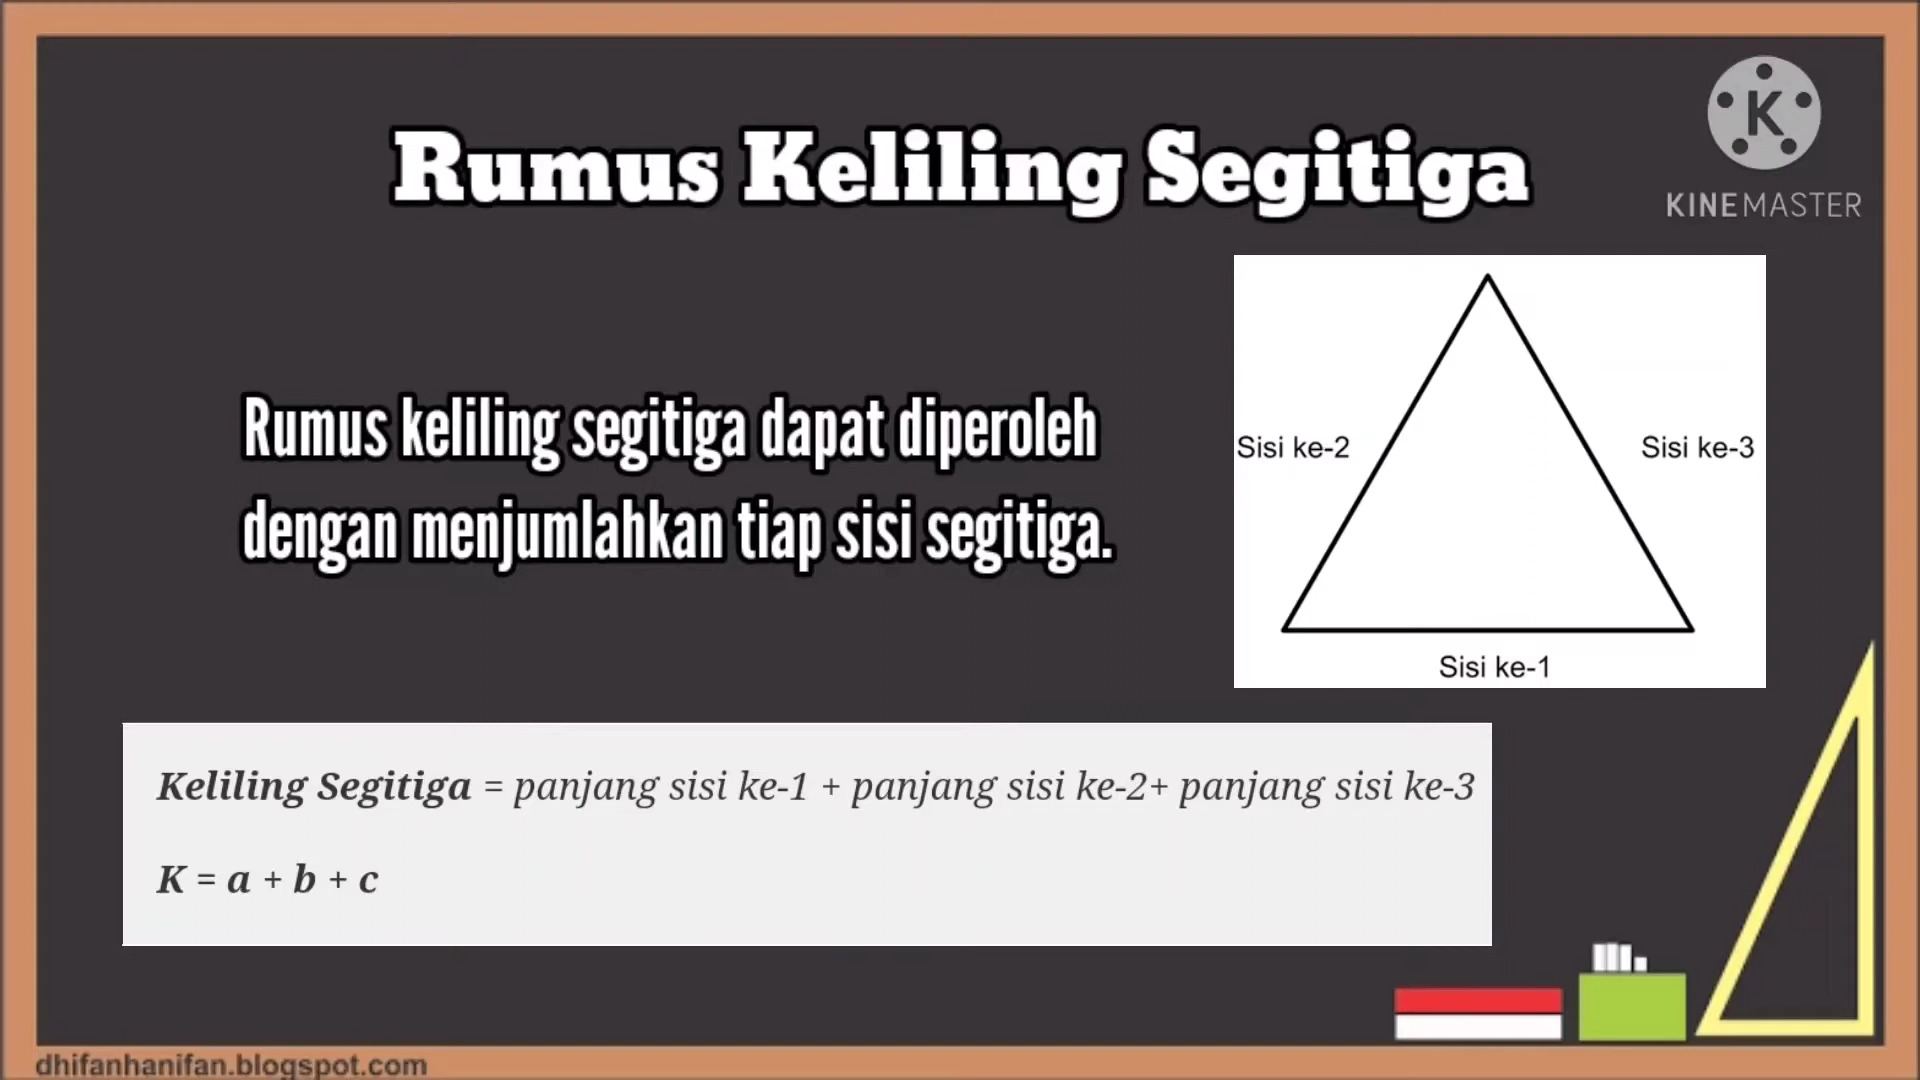 Rumus Keliling Segitiga
K
KINEMASTER
Rumus keliling segitiga dapat diperoleh
dengan menjumlahkan tiap sisi segitiga.
Sisi ke-2
Sisi ke-3
Sisi ke-1
Keliling Segitiga = panjang sisi ke-1 + panjang sisi ke-2+ panjang sisi ke-3
K = a + b + c
dhifanhanifan.blogspot.com